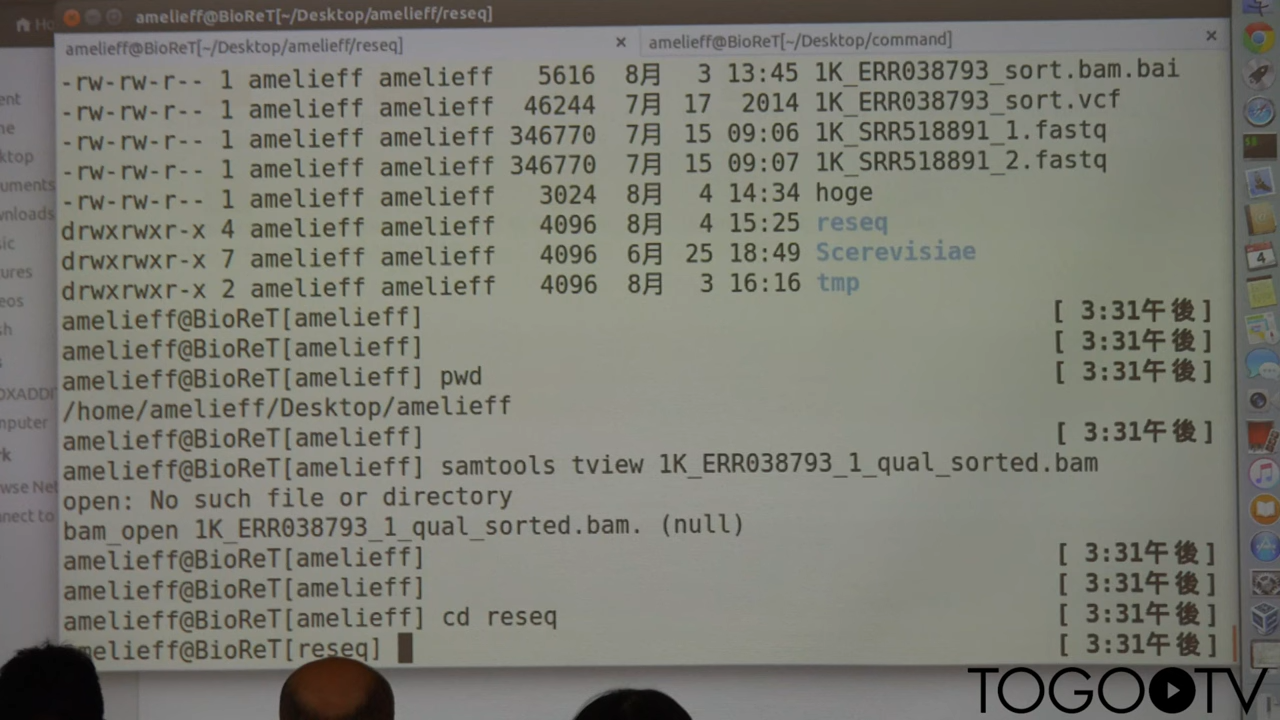 amelieff@BioReT[~/Desktop/amelieff/reseq]
amelieff@BioReT[~/Desktop/amelieff/reseq] × amelieff@BioReT[~/Desktop/command] ×
-rw-rw-r-- 1 amelieff amelieff 5616 8月 3 13:45 1K_ERR038793_sort.bam.bai
-rw-rw-r-- 1 amelieff amelieff 46244 7月 17 2014 1K_ERR038793_sort.vcf
-rw-rw-r-- 1 amelieff amelieff 346770 7月 15 09:06 1K_SRR518891_1.fastq
-rw-rw-r-- 1 amelieff amelieff 346770 7月 15 09:07 1K_SRR518891_2.fastq
-rw-rw-r-- 1 amelieff amelieff 3024 8月 4 14:34 hoge
drwxrwxr-x 4 amelieff amelieff 4096 8月 4 15:25 reseq
drwxrwxr-x 7 amelieff amelieff 4096 6月 25 18:49 Scerevisiae
drwxrwxr-x 2 amelieff amelieff 4096 8月 3 16:16 tmp
amelieff@BioReT[amelieff] [ 3:31午後]
amelieff@BioReT[amelieff] [ 3:31午後]
amelieff@BioReT[amelieff] pwd [ 3:31午後]
/home/amelieff/Desktop/amelieff
amelieff@BioReT[amelieff] [ 3:31午後]
amelieff@BioReT[amelieff] samtools tview 1K_ERR038793_1_qual_sorted.bam
open: No such file or directory
bam_open 1K_ERR038793_1_qual_sorted.bam. (null)
amelieff@BioReT[amelieff] [ 3:31午後]
amelieff@BioReT[amelieff] [ 3:31午後]
amelieff@BioReT[amelieff] cd reseq [ 3:31午後]
amelieff@BioReT[reseq] [ 3:31午後]
TOGOTV